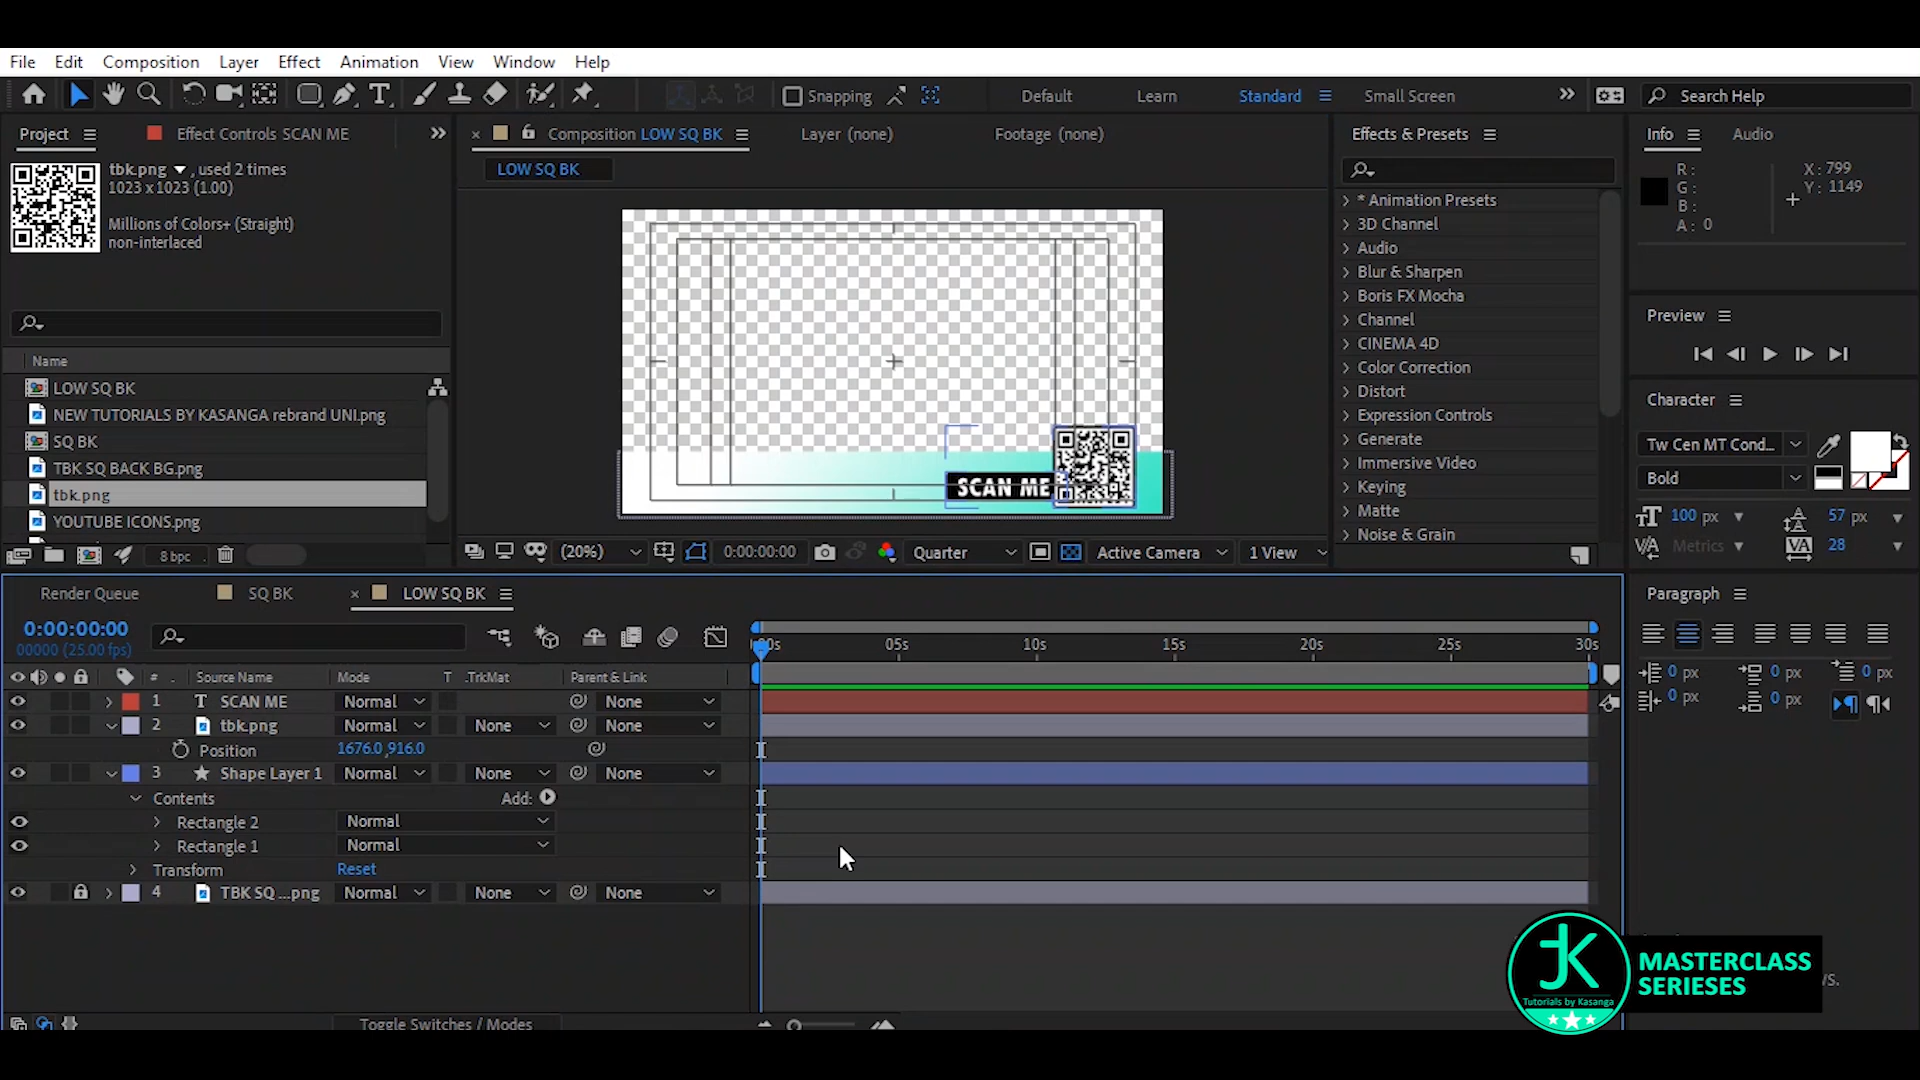 File Edit Composition Layer Effect Animation View Window Help
Snapping Default Learn Standard Small Screen Search Help
Project Effect Controls SCAN ME
tbk.png , used 2 times
1023 x 1023 (1.00)
Millions of Colors+ (Straight)
non-interlaced
Name
LOW SQ BK
NEW TUTORIALS BY KASANGA rebrand UNI.png
SQ BK
TBK SQ BACK BG.png
tbk.png
YOUTUBE ICONS.png
8 bpc
Composition LOW SQ BK Layer (none) Footage (none)
LOW SQ BK
SCAN ME
(20%) 0:00:00:00 Quarter Active Camera 1 View
Effects & Presets
* Animation Presets
3D Channel
Audio
Blur & Sharpen
Boris FX Mocha
Channel
CINEMA 4D
Color Correction
Distort
Expression Controls
Generate
Immersive Video
Keying
Matte
Noise & Grain
Info Audio
R: X: 799
G: Y: 1149
B:
A: 0
Preview
Character
Tw Cen MT Cond...
Bold
100 px 57 px
Metrics 28
Paragraph
0 px 0 px 0 px
0 px 0 px
Render Queue SQ BK LOW SQ BK
0:00:00:00
00000 (25.00 fps)
00s 05s 10s 15s 20s 25s 30s
# Source Name Mode T .TrkMat Parent & Link
1 T SCAN ME Normal None
2 tbk.png Normal None None
Position 1676.0,916.0
3 Shape Layer 1 Normal None None
Contents Add:
Rectangle 2 Normal
Rectangle 1 Normal
Transform Reset
4 TBK SQ ...png Normal None None
Toggle Switches / Modes
JK
Tutorials by Kasanga
MASTERCLASS
SERIESES